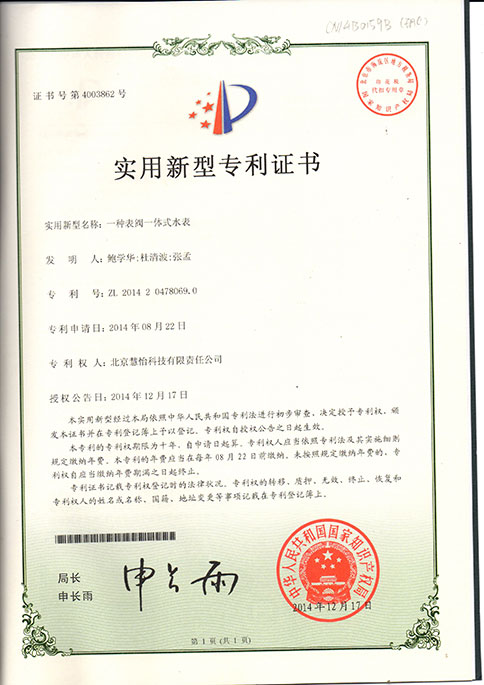 证书号第4003862号
实用新型专利证书
实用新型名称：一种表阀一体式水表
发明人：鲍学华;杜清波;张孟
专利号：ZL 2014 2 0478069.0
专利申请日：2014年08月22日
专利权人：北京慧怡科技有限责任公司
授权公告日：2014年12月17日
本实用新型经过本局依照中华人民共和国专利法进行初步审查，决定授予专利权，颁
发本证书并在专利登记簿上予以登记。专利权自授权公告之日起生效。
本专利的专利权期限为十年，自申请日起算。专利权人应当依照专利法及其实施细则
规定缴纳年费。本专利的年费应当在每年08月22日前缴纳。未按照规定缴纳年费的，专
利权自应当缴纳年费期满之日起终止。
专利证书记载专利权登记时的法律状况。专利权的转移、质押、无效、终止、恢复和
专利权人的姓名或名称、国籍、地址变更等事项记载在专利登记簿上。
局长
申长雨
申长雨
中华人民共和国国家知识产权局
2014年12月17日
第1页(共1页)